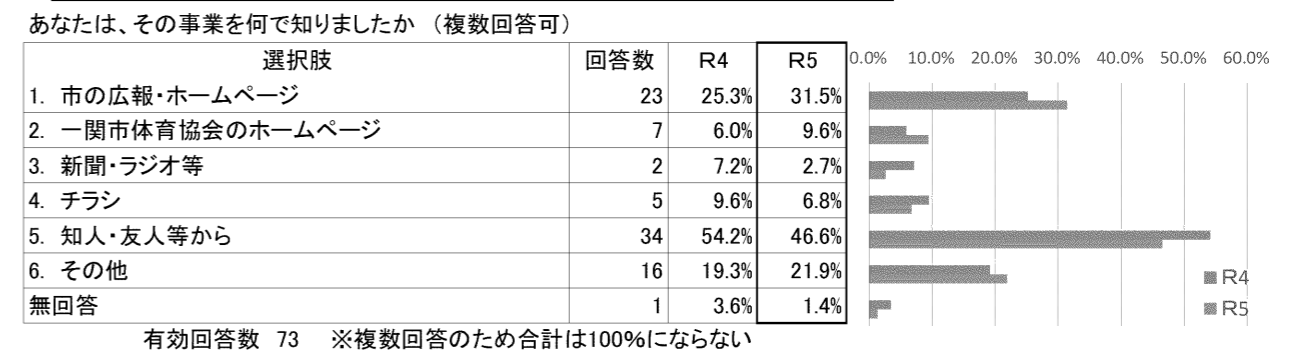 あなたは、その事業を何で知りましたか （複数回答可）
選択肢 回答数 R4 R5
1. 市の広報・ホームページ 23 25.3% 31.5%
2. 一関市体育協会のホームページ 7 6.0% 9.6%
3. 新聞・ラジオ等 2 7.2% 2.7%
4. チラシ 5 9.6% 6.8%
5. 知人・友人等から 34 54.2% 46.6%
6. その他 16 19.3% 21.9%
無回答 1 3.6% 1.4%
有効回答数 73 ※複数回答のため合計は100%にならない
0.0% 10.0% 20.0% 30.0% 40.0% 50.0% 60.0%
R4
R5